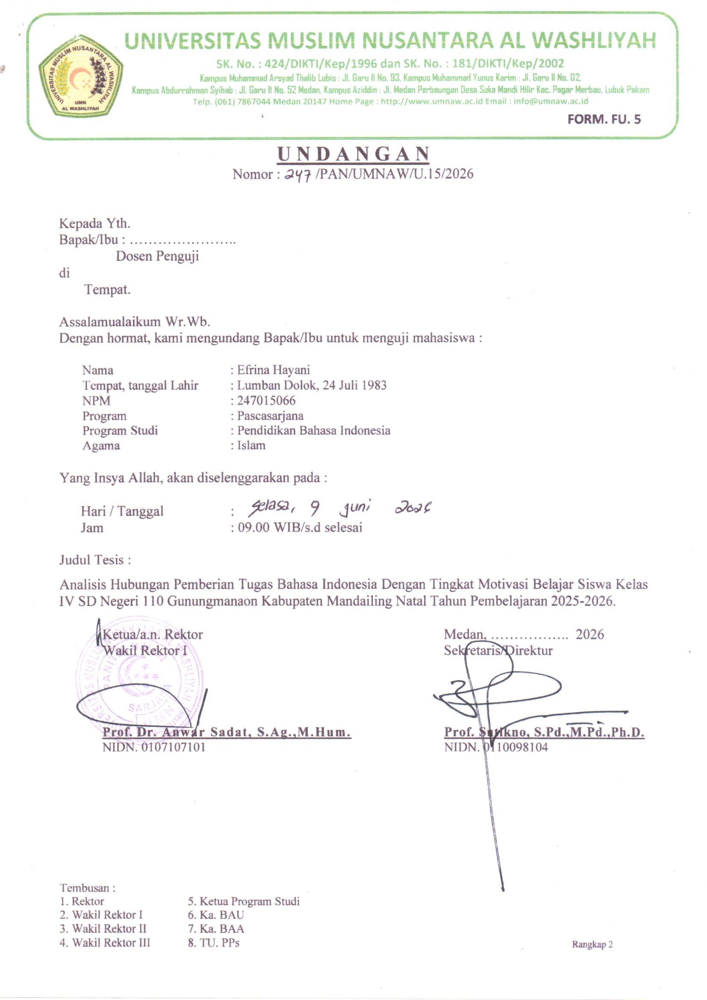 UNIVERSITAS MUSLIM NUSANTARA AL WASHLIYAH
SK. No. : 424/DIKTI/Kep/1996 dan SK. No. : 181/DIKTI/Kep/2002
Kampus Muhammad Arsyad Thalib Lubis : Jl. Garu II No. 93, Kampus Muhammad Yunus Karim : Jl. Garu II No. 02,
Kampus Abdurrahman Syihab : Jl. Garu II No. 52 Medan, Kampus Aziddin : Jl. Medan Perbaungan Desa Suka Mandi Hilir Kec. Pagar Merbau, Lubuk Pakam
Telp. (061) 7867044 Medan 20147 Home Page : http://www.umnaw.ac.id Email : info@umnaw.ac.id
UNIVERSITAS MUSLIM NUSANTARA AL WASHLIYAH
UMN
AL WASHLIYAH
FORM. FU. 5
UNDANGAN
Nomor : 247 /PAN/UMNAW/U.15/2026
Kepada Yth.
Bapak/Ibu : …………………..
Dosen Penguji
di
Tempat.
Assalamualaikum Wr.Wb.
Dengan hormat, kami mengundang Bapak/Ibu untuk menguji mahasiswa :
Nama : Efrina Hayani
Tempat, tanggal Lahir : Lumban Dolok, 24 Juli 1983
NPM : 247015066
Program : Pascasarjana
Program Studi : Pendidikan Bahasa Indonesia
Agama : Islam
Yang Insya Allah, akan diselenggarakan pada :
Hari / Tanggal : Selasa, 9 Juni 2026
Jam : 09.00 WIB/s.d selesai
Judul Tesis :
Analisis Hubungan Pemberian Tugas Bahasa Indonesia Dengan Tingkat Motivasi Belajar Siswa Kelas
IV SD Negeri 110 Gunungmanaon Kabupaten Mandailing Natal Tahun Pembelajaran 2025-2026.
Ketua/a.n. Rektor
Wakil Rektor I
SARJANA
UMN
Prof. Dr. Anwar Sadat, S.Ag.,M.Hum.
NIDN. 0107107101
Medan, …………….. 2026
Sekretaris/Direktur
Prof. Sutikno, S.Pd.,M.Pd.,Ph.D.
NIDN. 0110098104
Tembusan :
1. Rektor
2. Wakil Rektor I
3. Wakil Rektor II
4. Wakil Rektor III
5. Ketua Program Studi
6. Ka. BAU
7. Ka. BAA
8. TU. PPs
Rangkap 2